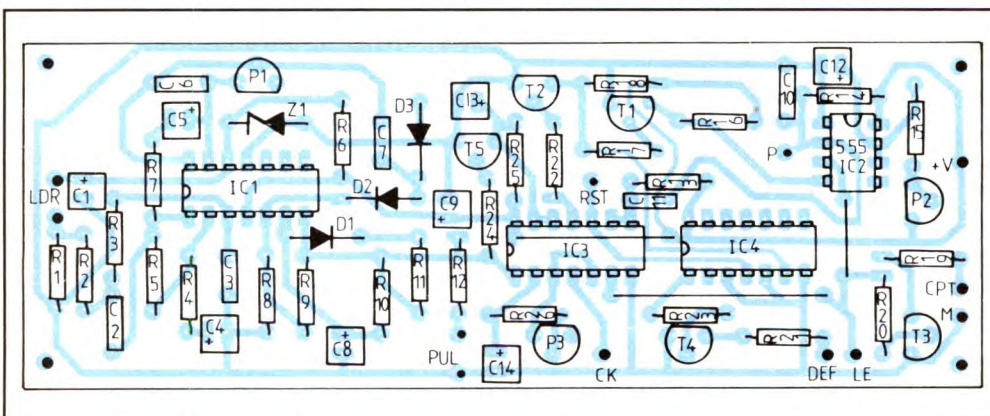 C6
P1
C5
Z1
R6
C7
D3
C13
T2
R18
T1
R16
C10
C12
R14
R15
T5
R25
R22
R17
P
555
IC2
+V
LDR
C1
R7
IC1
D2
C9
R24
RST
R13
C11
P2
R3
D1
IC3
IC4
R1
R2
R5
R4
C3
R8
R9
R10
R11
R12
R19
CPT
C2
C4
C8
PUL
R26
P3
R23
T4
R21
R20
M
T3
C14
CK
DEF
LE